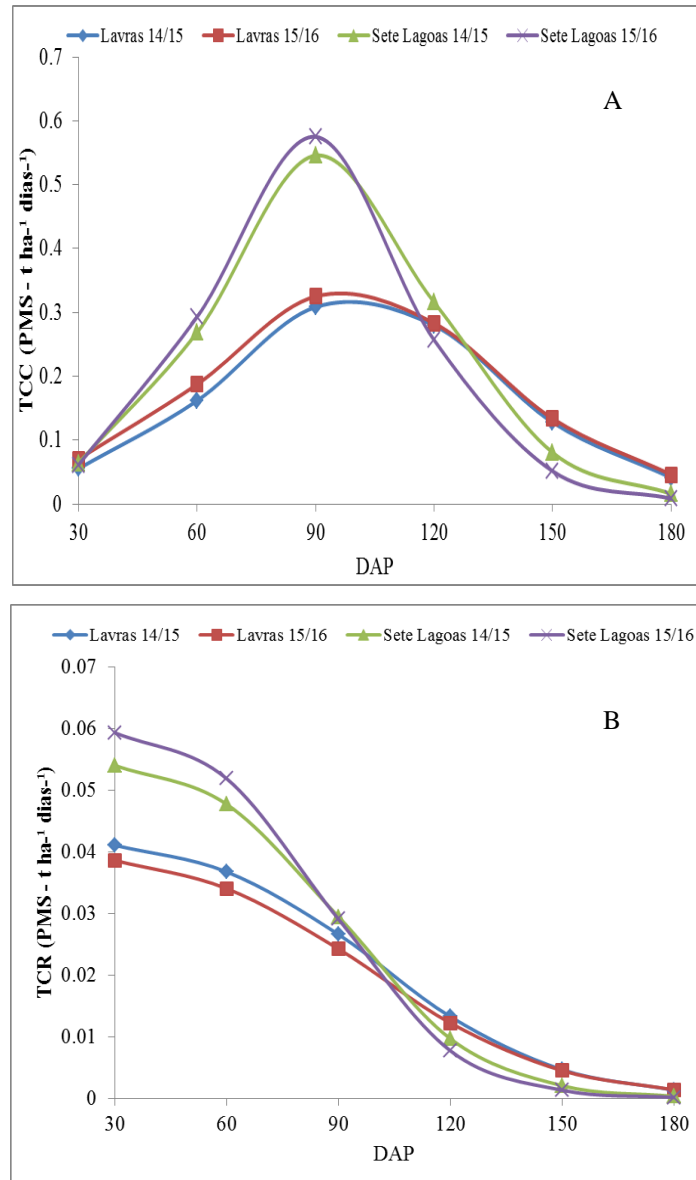 Lavras 14/15 Lavras 15/16 Sete Lagoas 14/15 Sete Lagoas 15/16
A
TCC (PMS - t ha-¹ dias-¹)
0.7
0.6
0.5
0.4
0.3
0.2
0.1
0
30 60 90 120 150 180
DAP
Lavras 14/15 Lavras 15/16 Sete Lagoas 14/15 Sete Lagoas 15/16
B
TCR (PMS - t ha-¹ dias-¹)
0.07
0.06
0.05
0.04
0.03
0.02
0.01
0
30 60 90 120 150 180
DAP